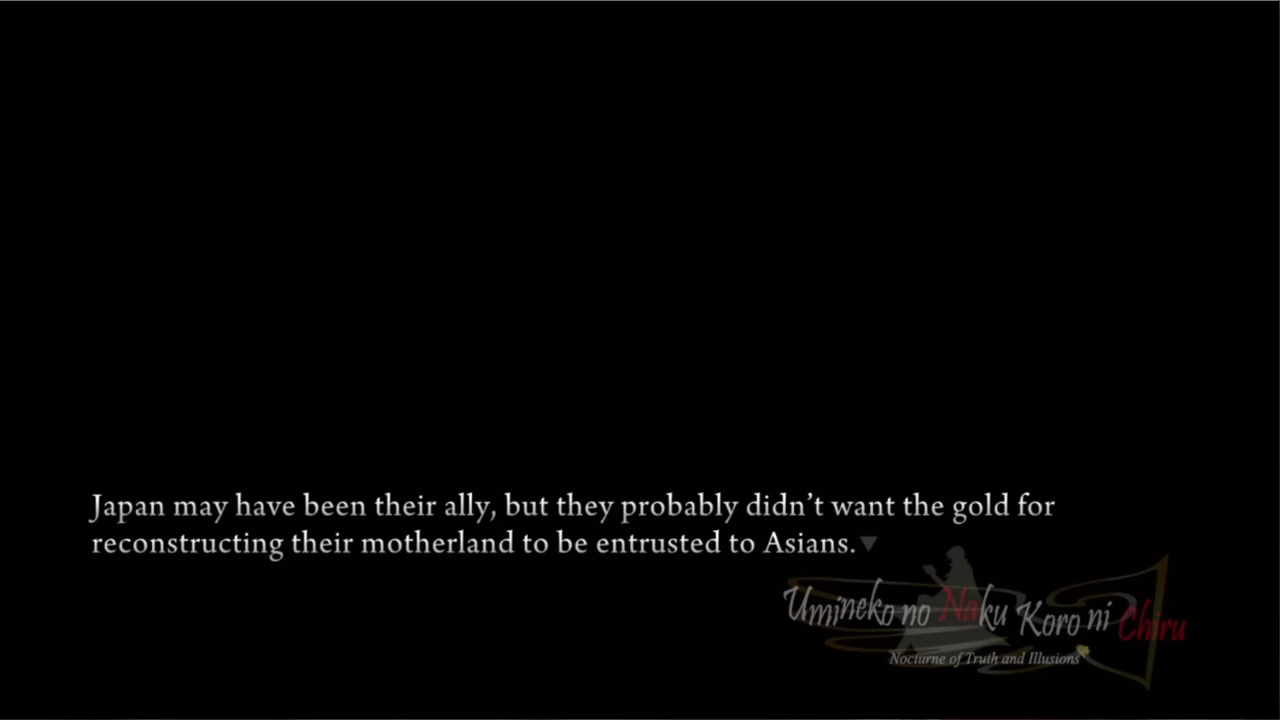 Japan may have been their ally, but they probably didn't want the gold for
reconstructing their motherland to be entrusted to Asians.
Umineko no Naku Koro ni Chiru
Nocturne of Truth and Illusions